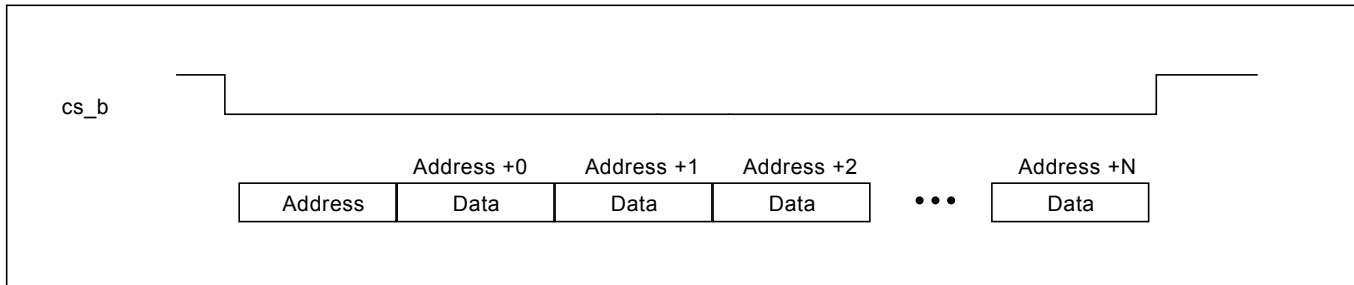 cs_b
Address +0 Address +1 Address +2 Address +N
Address Data Data Data ••• Data